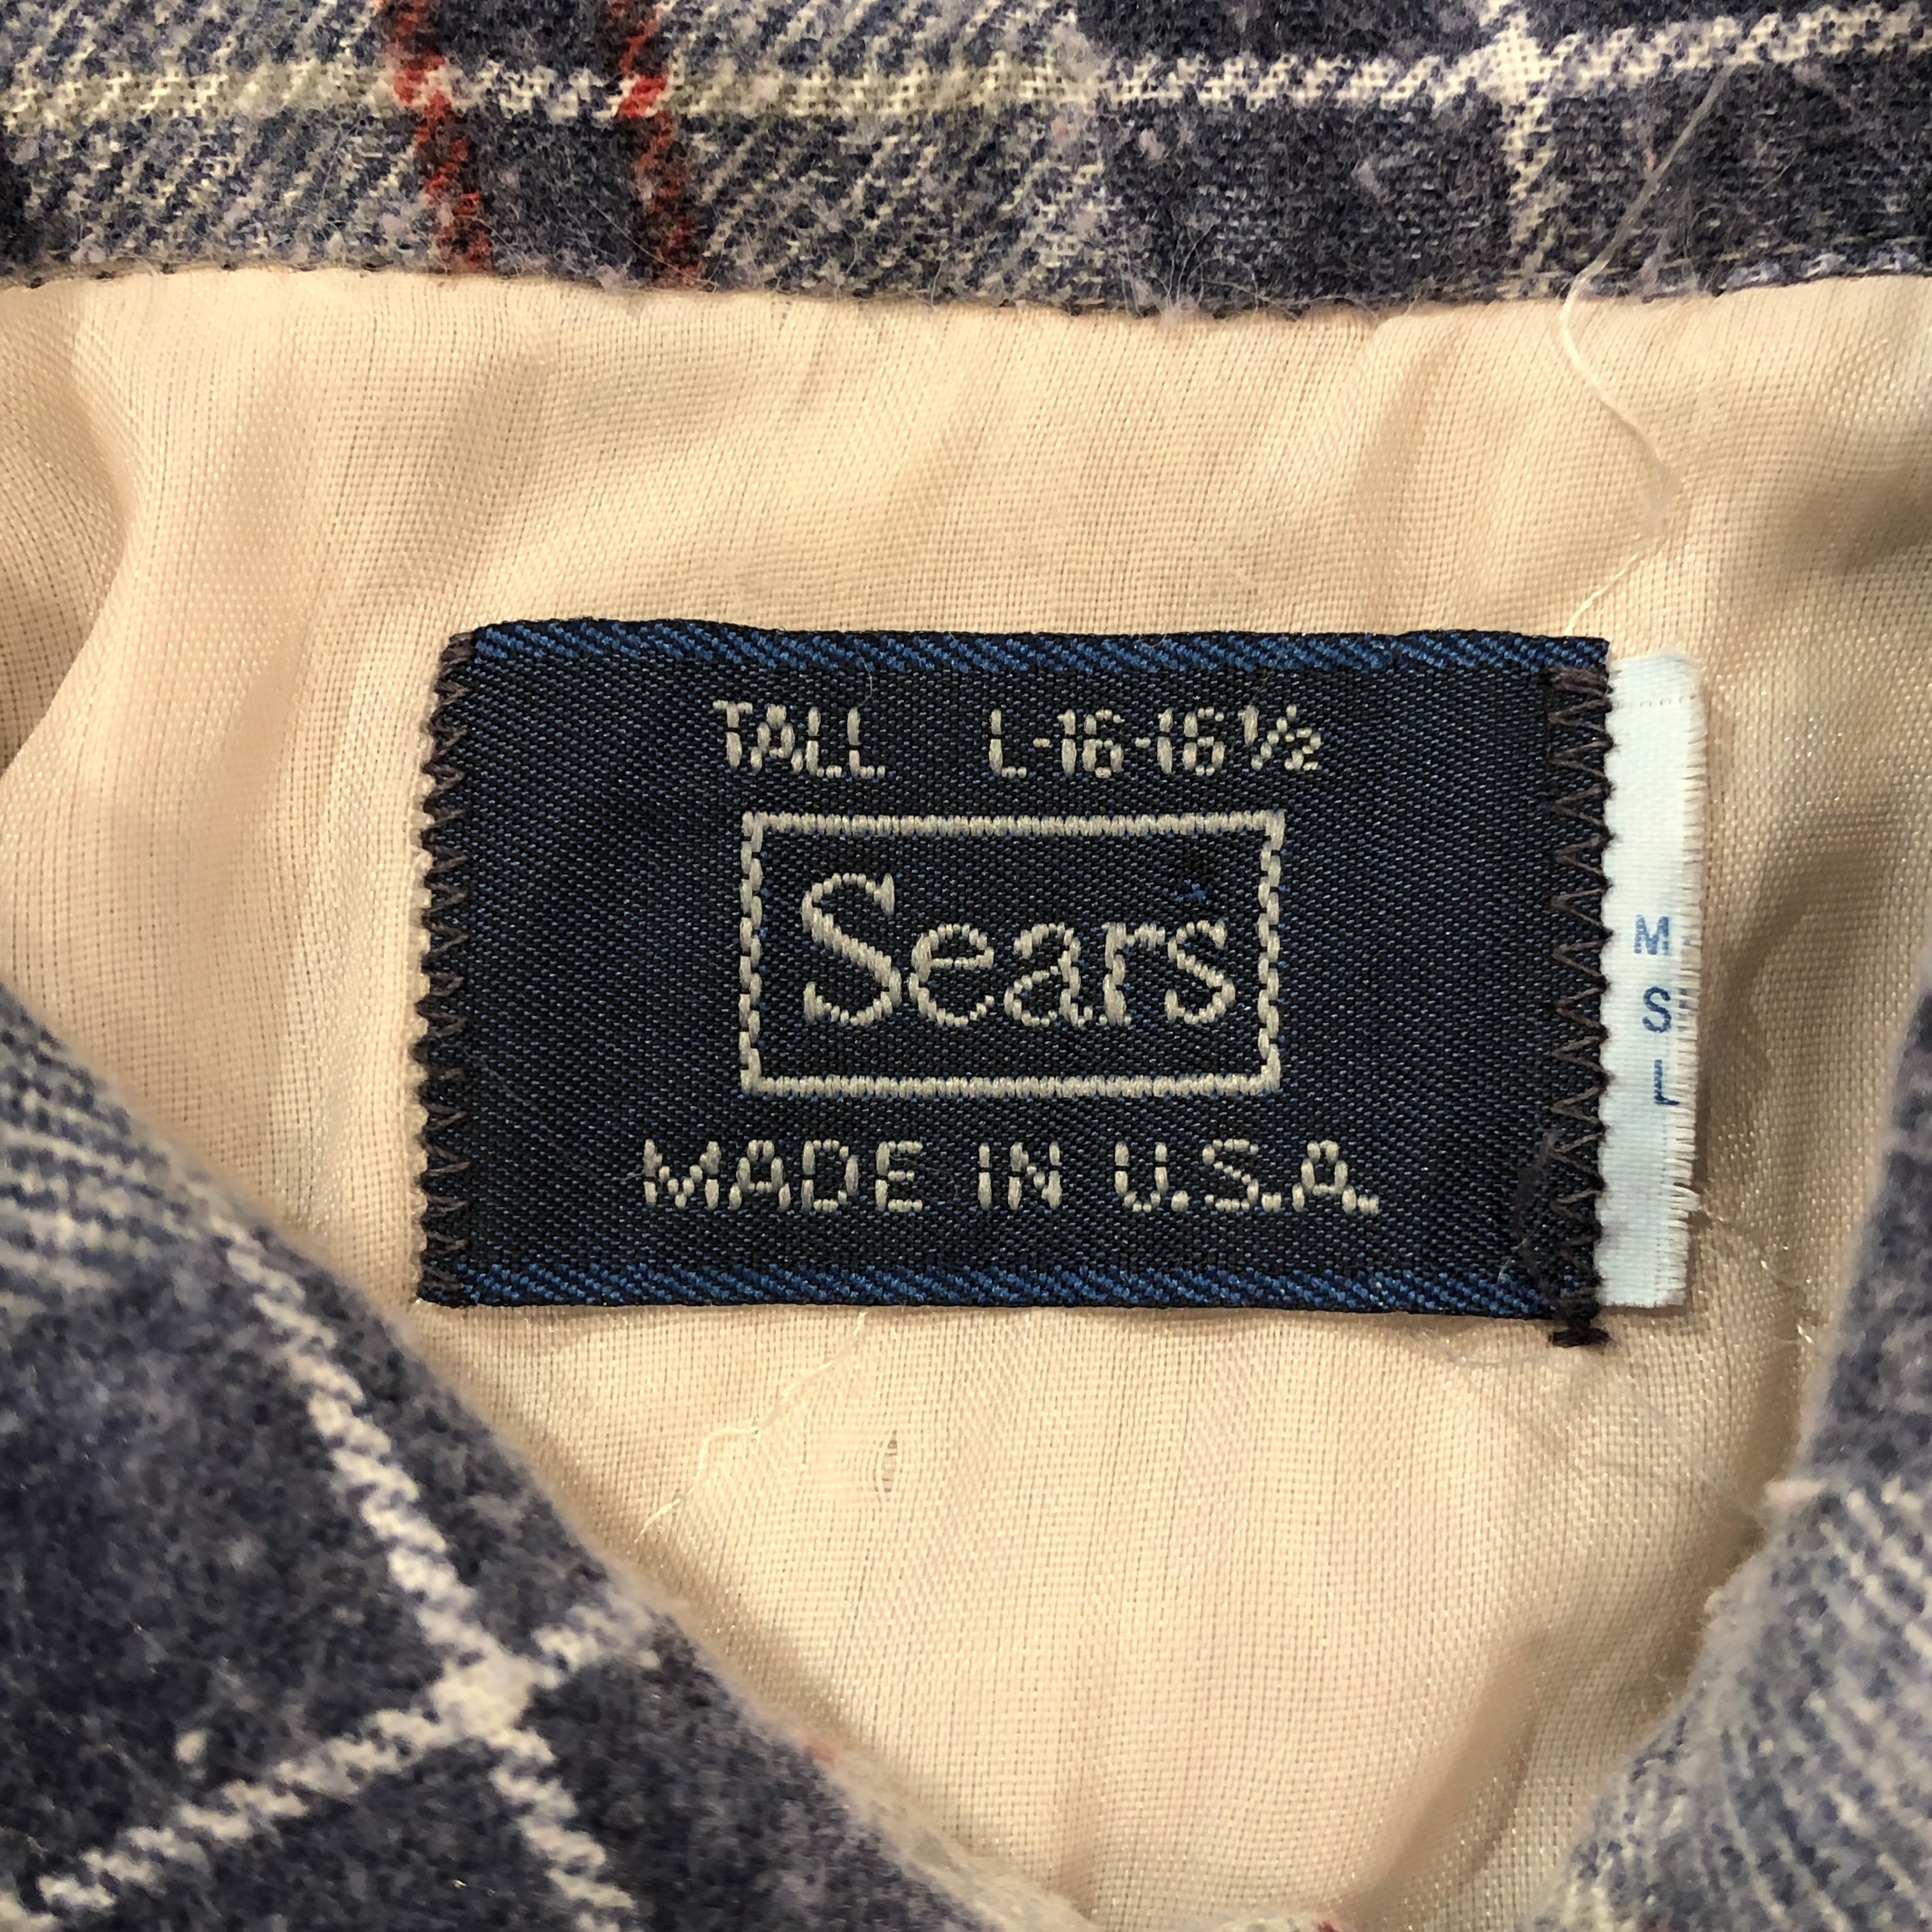 TALL L-16-16½
Sears
MADE IN U.S.A.
M
S
L